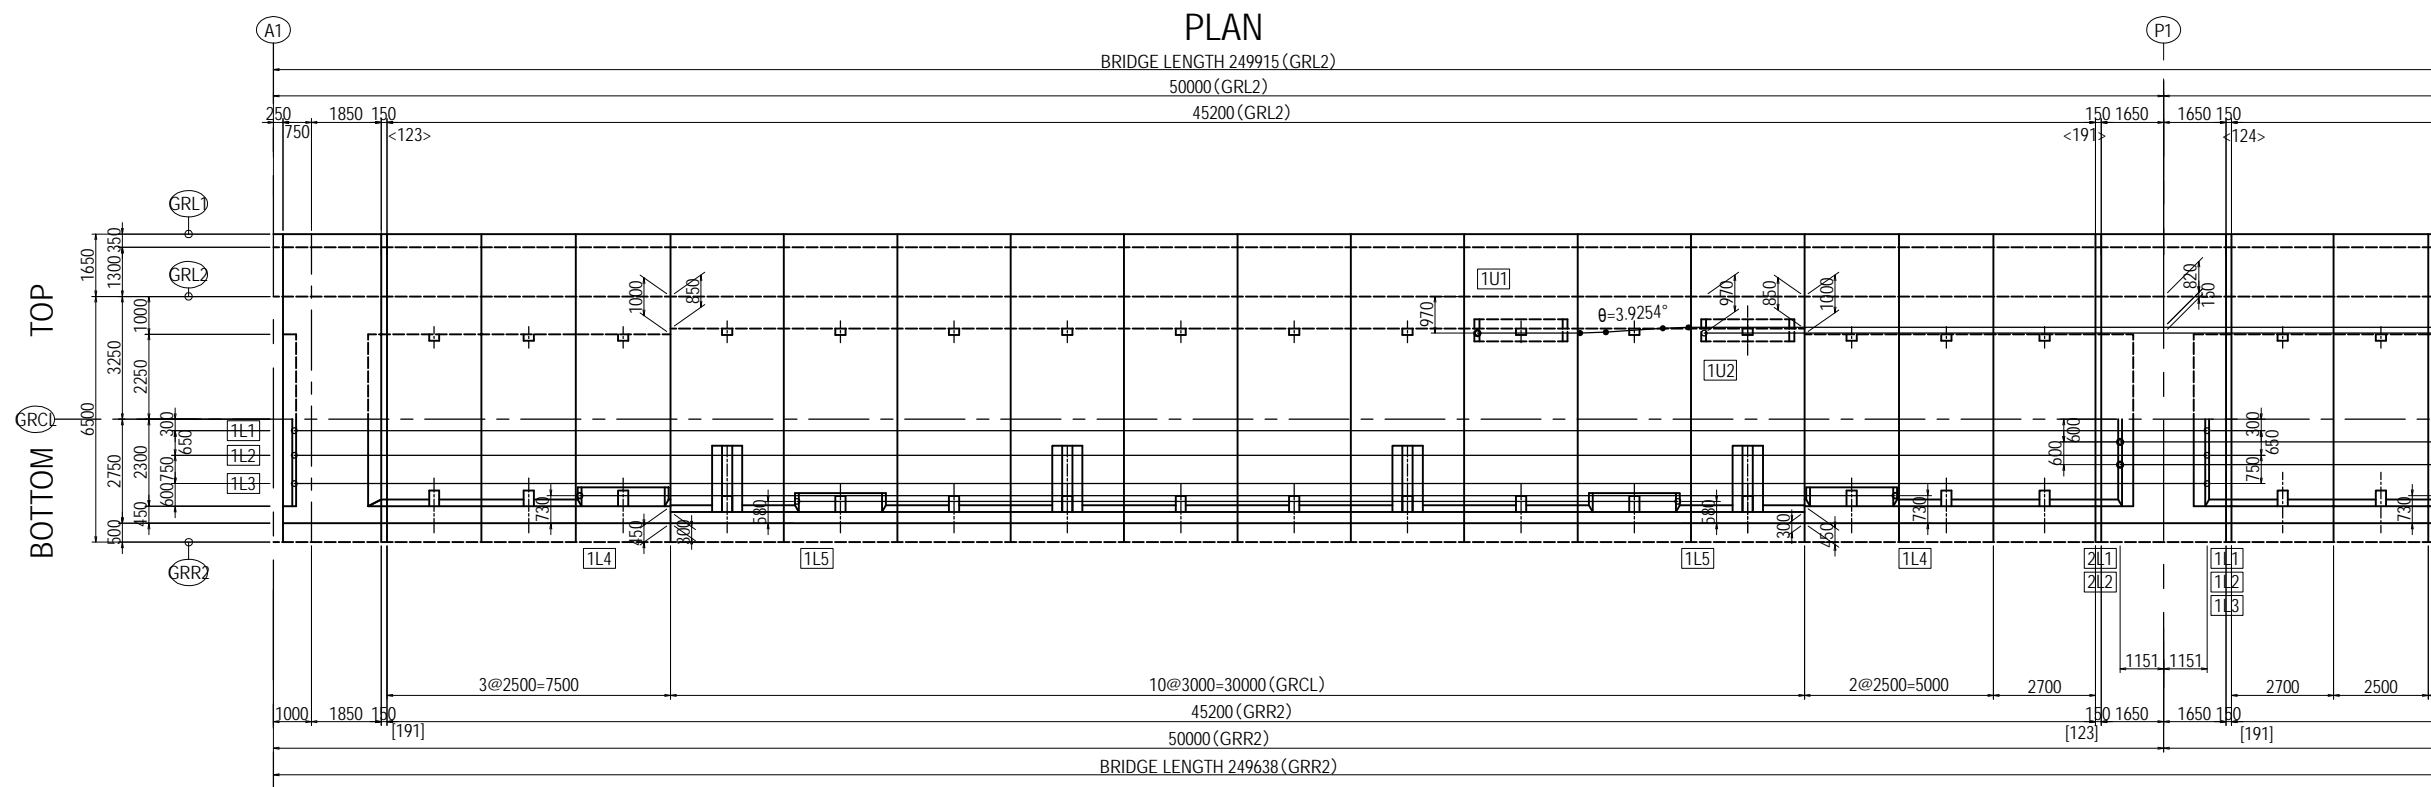 PLAN
A1
P1
BRIDGE LENGTH 249915(GRL2)
50000(GRL2)
250 1850 150 45200(GRL2) 150 1650 1650 150
750 <123> <191> <124>
GRL1
GRL2
GRCL
GRR2
TOP
BOTTOM
1650
6500
350
1300
3250
2750
500
1000
2250
2300
450
300
650
750
600
1L1
1L2
1L3
1000
850
1U1
970
θ=3.9254°
970
850
1000
1U2
820
150
730
450
300
580
580
300
450
730
600
600
300
650
750
730
1L4
1L5
1L5
1L4
2L1
2L2
1L1
1L2
1L3
1151 1151
3@2500=7500 10@3000=30000(GRCL) 2@2500=5000 2700 2700 2500
1000 1850 150 45200(GRR2) 150 1650 1650 150
[191] [123] [191]
50000(GRR2)
BRIDGE LENGTH 249638(GRR2)